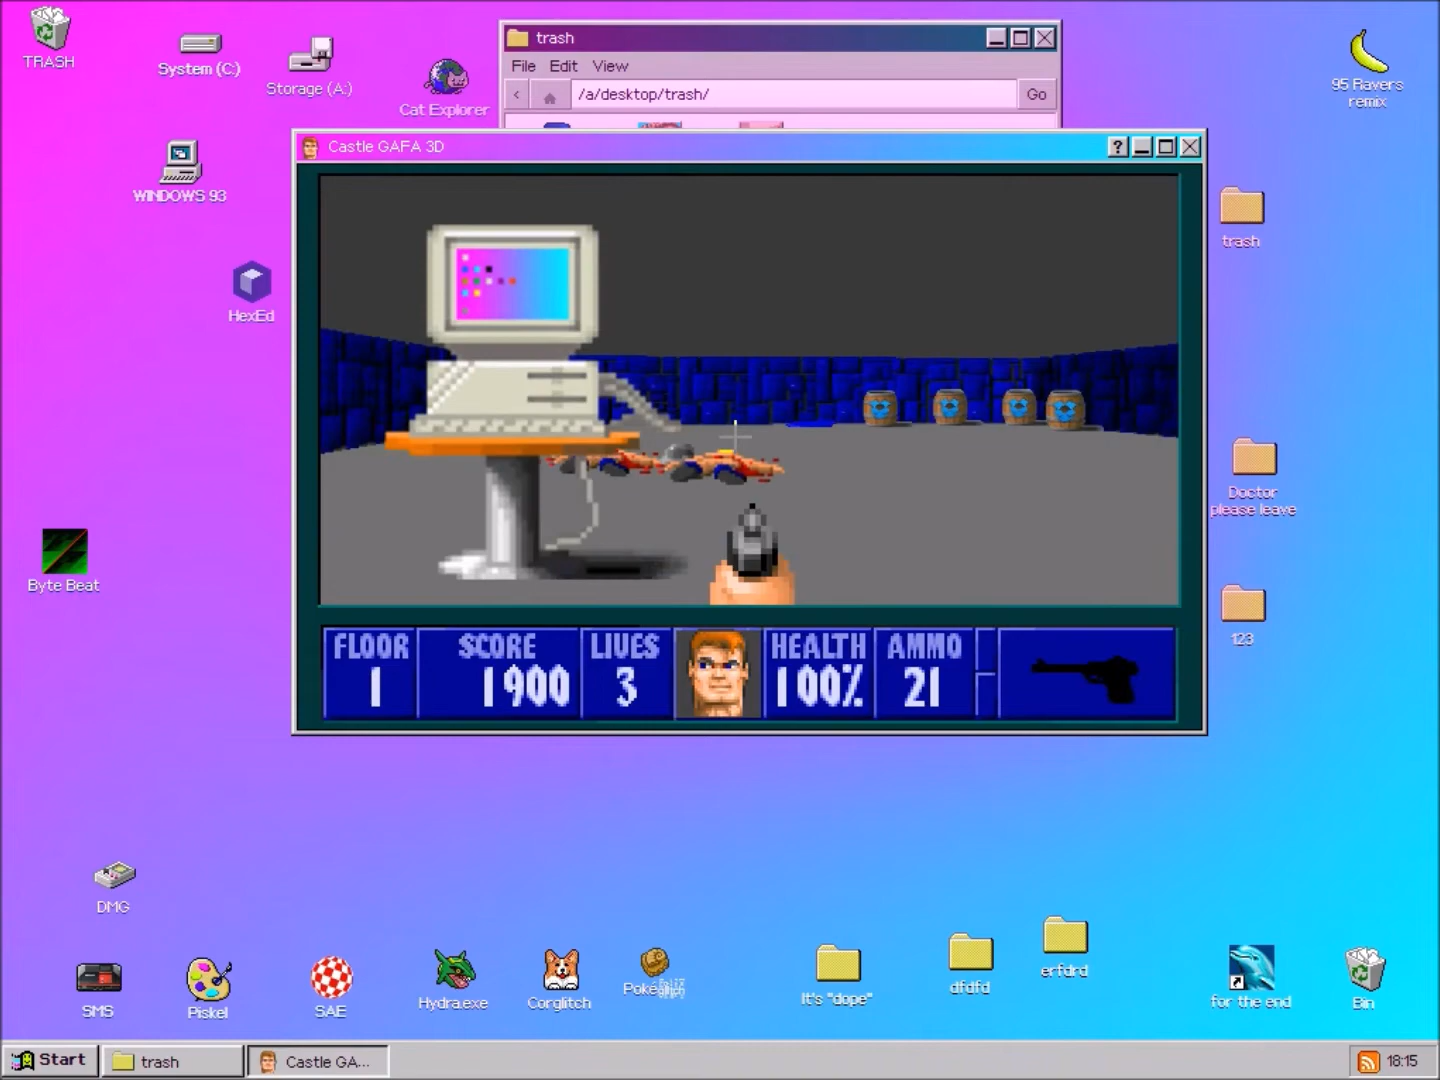 TRASH
System (C:)
Storage (A:)
Cat Explorer
95 Ravers
remix
trash
File Edit View
< /a/desktop/trash/ Go
Castle GAFA 3D
?
WINDOWS 93
HexEd
trash
Doctor
please leave
123
Byte Beat
FLOOR SCORE LIVES HEALTH AMMO
1 1900 3 100% 21
DMG
SMS
Piskel
SAE
Hydra.exe
Corglitch
It's "dope"
dfdfd
erfdrd
for the end
Bin
Start
trash
Castle GA...
18:15